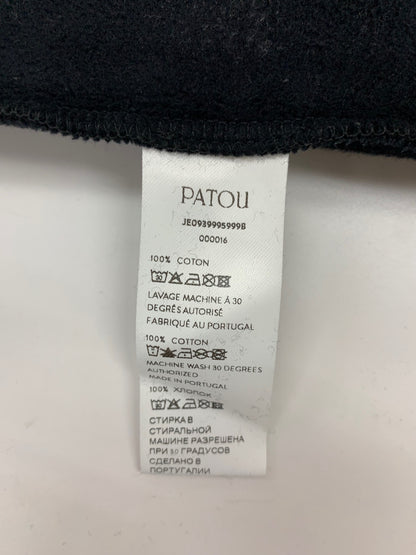 PATOU
JE0939995999B
000016
100% COTON
30
LAVAGE MACHINE À 30
DEGRÉS AUTORISÉ
FABRIQUÉ AU PORTUGAL
100% COTTON
MACHINE WASH 30 DEGREES
AUTHORIZED
MADE IN PORTUGAL
100% ХЛОПОК
СТИРКА В
СТИРАЛЬНОЙ
МАШИНЕ РАЗРЕШЕНА
ПРИ 30 ГРАДУСОВ
СДЕЛАНО В
ПОРТУГАЛИИ